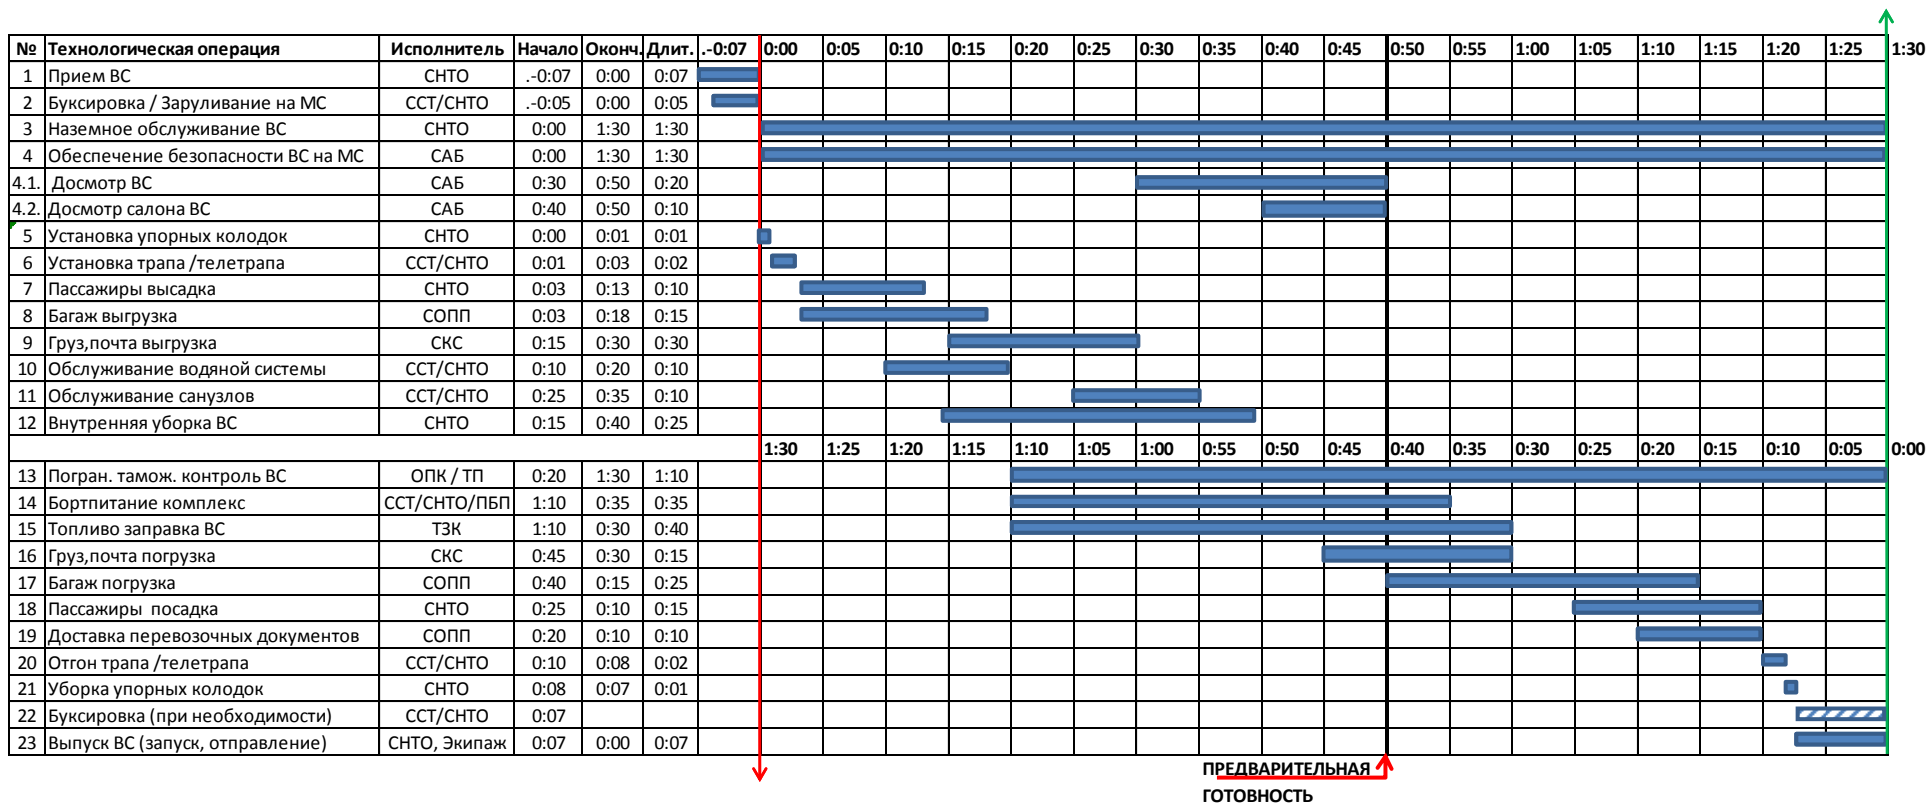 № Технологическая операция Исполнитель Начало Оконч. Длит. .-0:07 0:00 0:05 0:10 0:15 0:20 0:25 0:30 0:35 0:40 0:45 0:50 0:55 1:00 1:05 1:10 1:15 1:20 1:25 1:30
1 Прием ВС СНТО .-0:07 0:00 0:07
2 Буксировка / Заруливание на МС ССТ/СНТО .-0:05 0:00 0:05
3 Наземное обслуживание ВС СНТО 0:00 1:30 1:30
4 Обеспечение безопасности ВС на МС САБ 0:00 1:30 1:30
4.1. Досмотр ВС САБ 0:30 0:50 0:20
4.2. Досмотр салона ВС САБ 0:40 0:50 0:10
5 Установка упорных колодок СНТО 0:00 0:01 0:01
6 Установка трапа /телетрапа ССТ/СНТО 0:01 0:03 0:02
7 Пассажиры высадка СНТО 0:03 0:13 0:10
8 Багаж выгрузка СОПП 0:03 0:18 0:15
9 Груз,почта выгрузка СКС 0:15 0:30 0:30
10 Обслуживание водяной системы ССТ/СНТО 0:10 0:20 0:10
11 Обслуживание санузлов ССТ/СНТО 0:25 0:35 0:10
12 Внутренняя уборка ВС СНТО 0:15 0:40 0:25
1:30 1:25 1:20 1:15 1:10 1:05 1:00 0:55 0:50 0:45 0:40 0:35 0:30 0:25 0:20 0:15 0:10 0:05 0:00
13 Погран. тамож. контроль ВС ОПК / ТП 0:20 1:30 1:10
14 Бортпитание комплекс ССТ/СНТО/ПБП 1:10 0:35 0:35
15 Топливо заправка ВС ТЗК 1:10 0:30 0:40
16 Груз,почта погрузка СКС 0:45 0:30 0:15
17 Багаж погрузка СОПП 0:40 0:15 0:25
18 Пассажиры посадка СНТО 0:25 0:10 0:15
19 Доставка перевозочных документов СОПП 0:20 0:10 0:10
20 Отгон трапа /телетрапа ССТ/СНТО 0:10 0:08 0:02
21 Уборка упорных колодок СНТО 0:08 0:07 0:01
22 Буксировка (при необходимости) ССТ/СНТО 0:07
23 Выпуск ВС (запуск, отправление) СНТО, Экипаж 0:07 0:00 0:07
ПРЕДВАРИТЕЛЬНАЯ
ГОТОВНОСТЬ